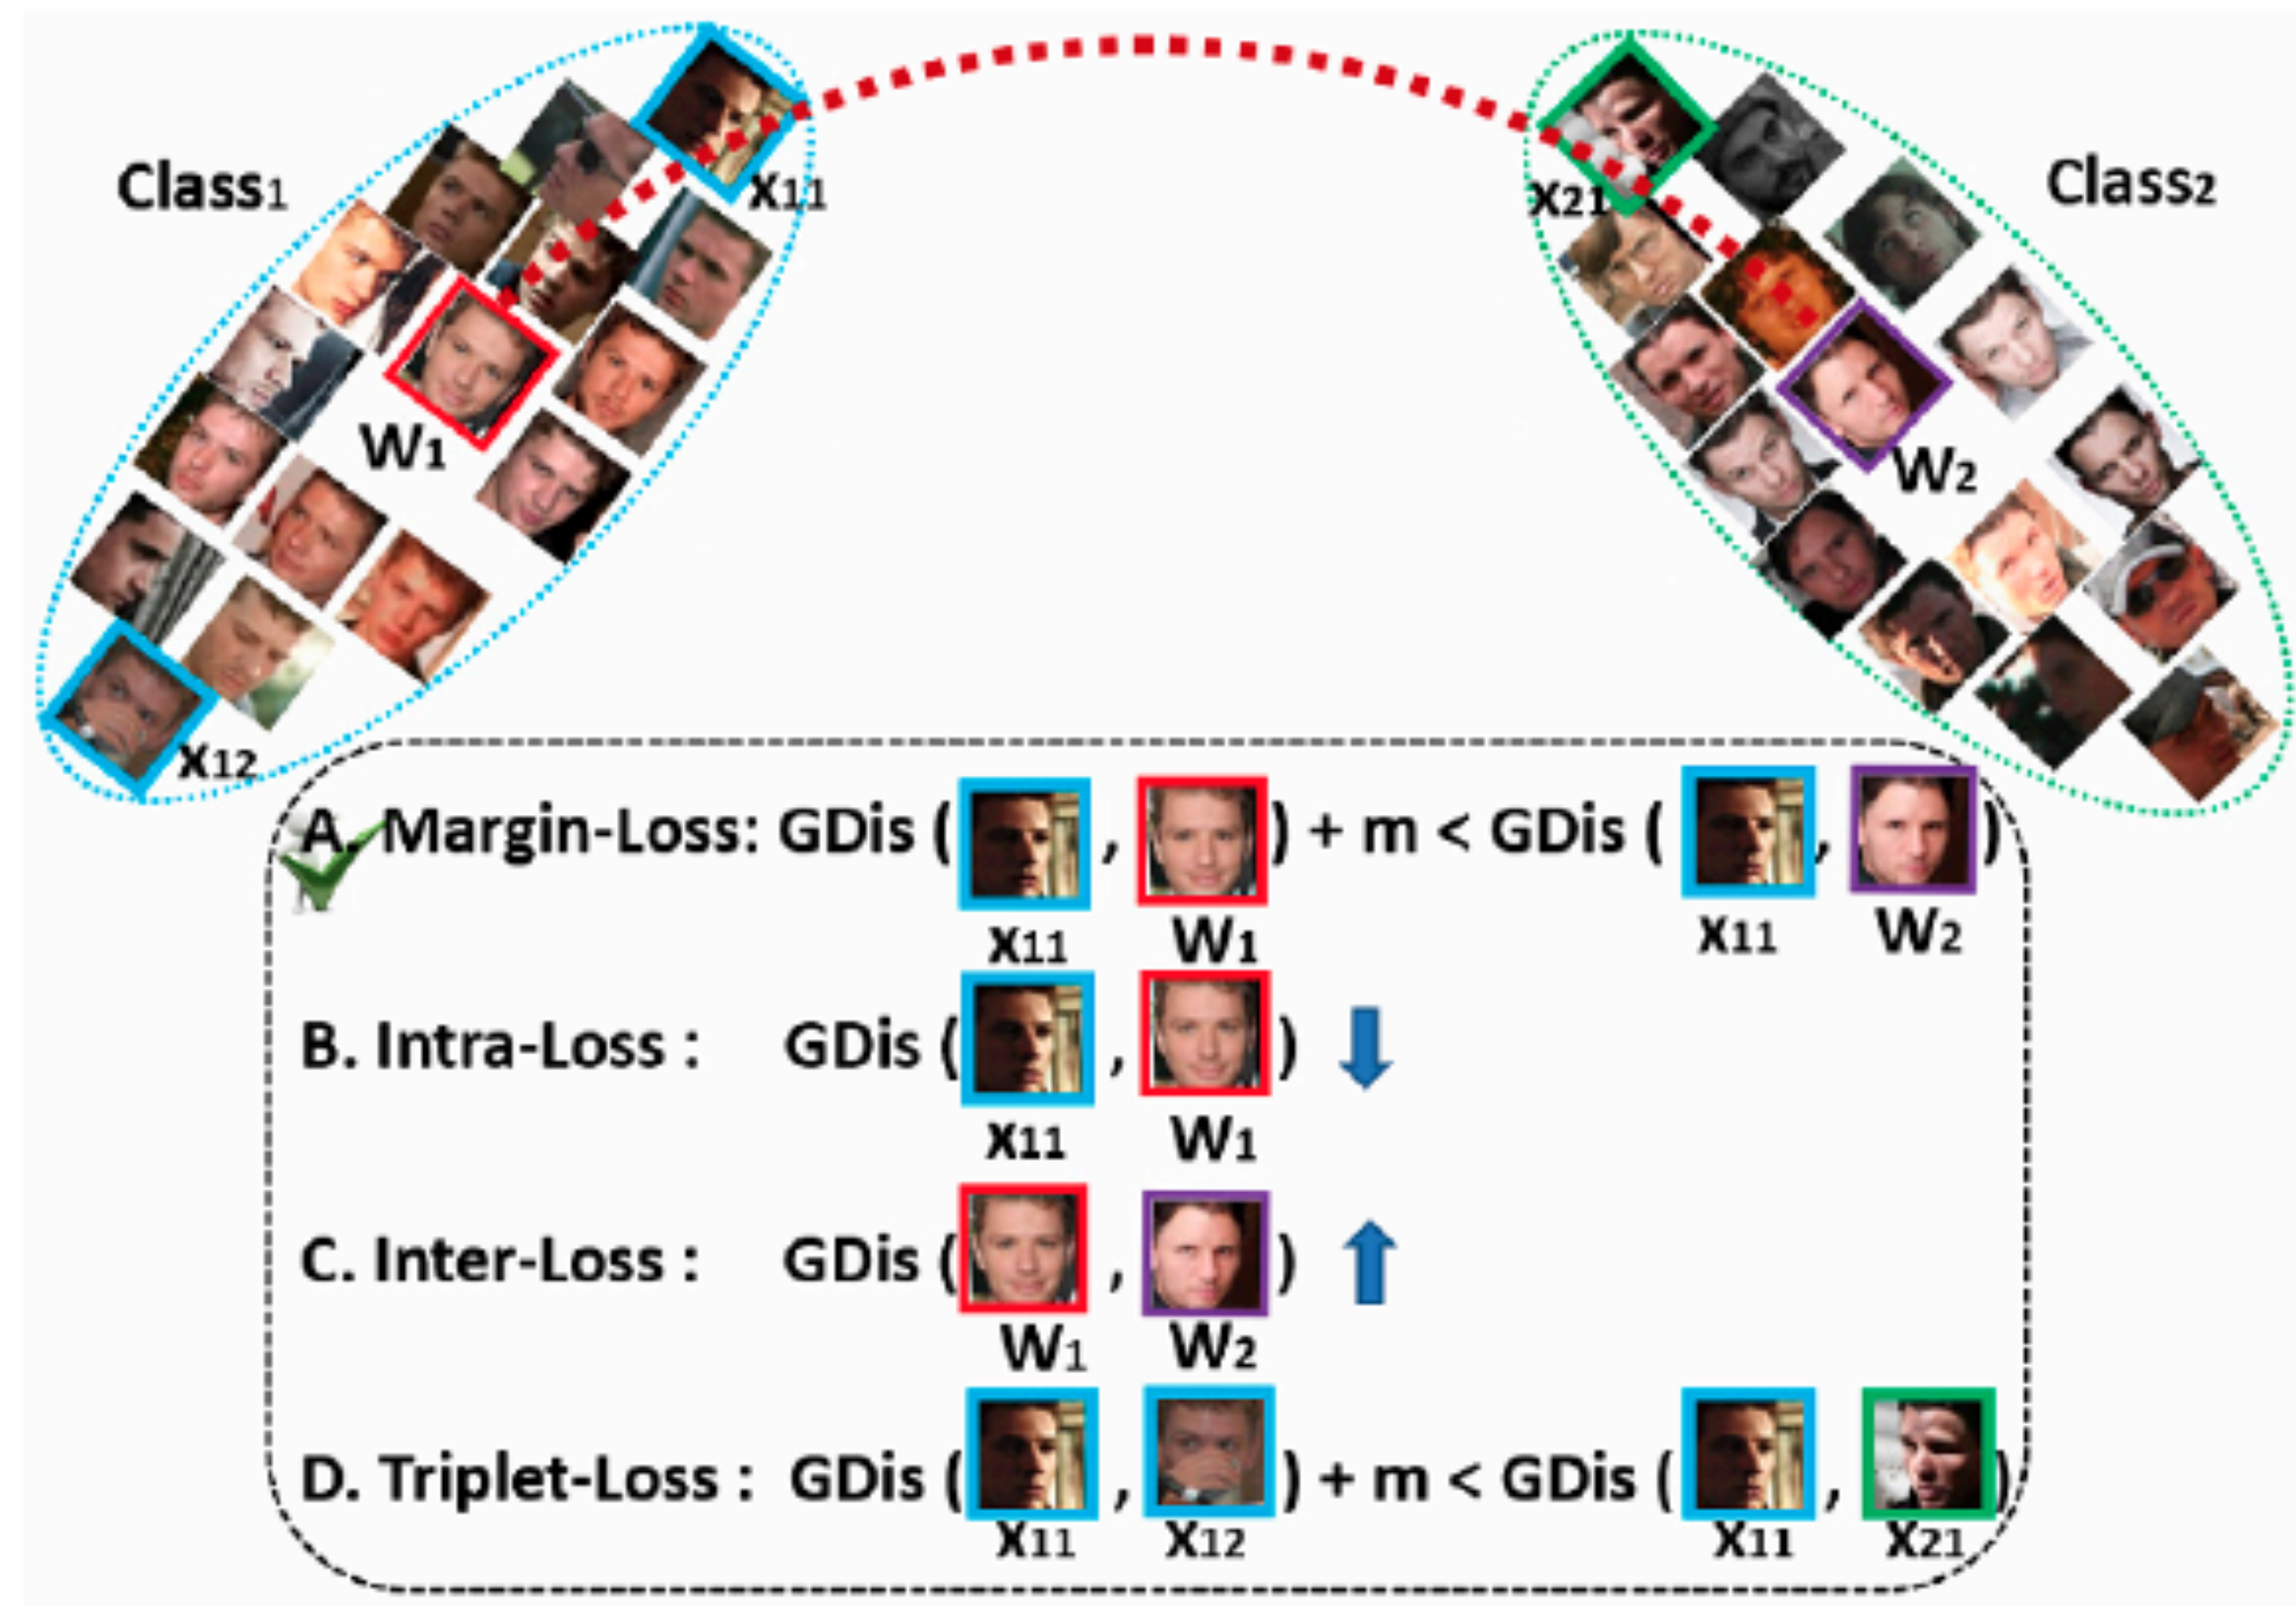 Class1
x11
x21
Class2
W1
W2
x12
A. Margin-Loss: GDis ( , ) + m < GDis ( , )
x11 W1 x11 W2
B. Intra-Loss : GDis ( , )
x11 W1
C. Inter-Loss : GDis ( , )
W1 W2
D. Triplet-Loss : GDis ( , ) + m < GDis ( , )
x11 x12 x11 x21